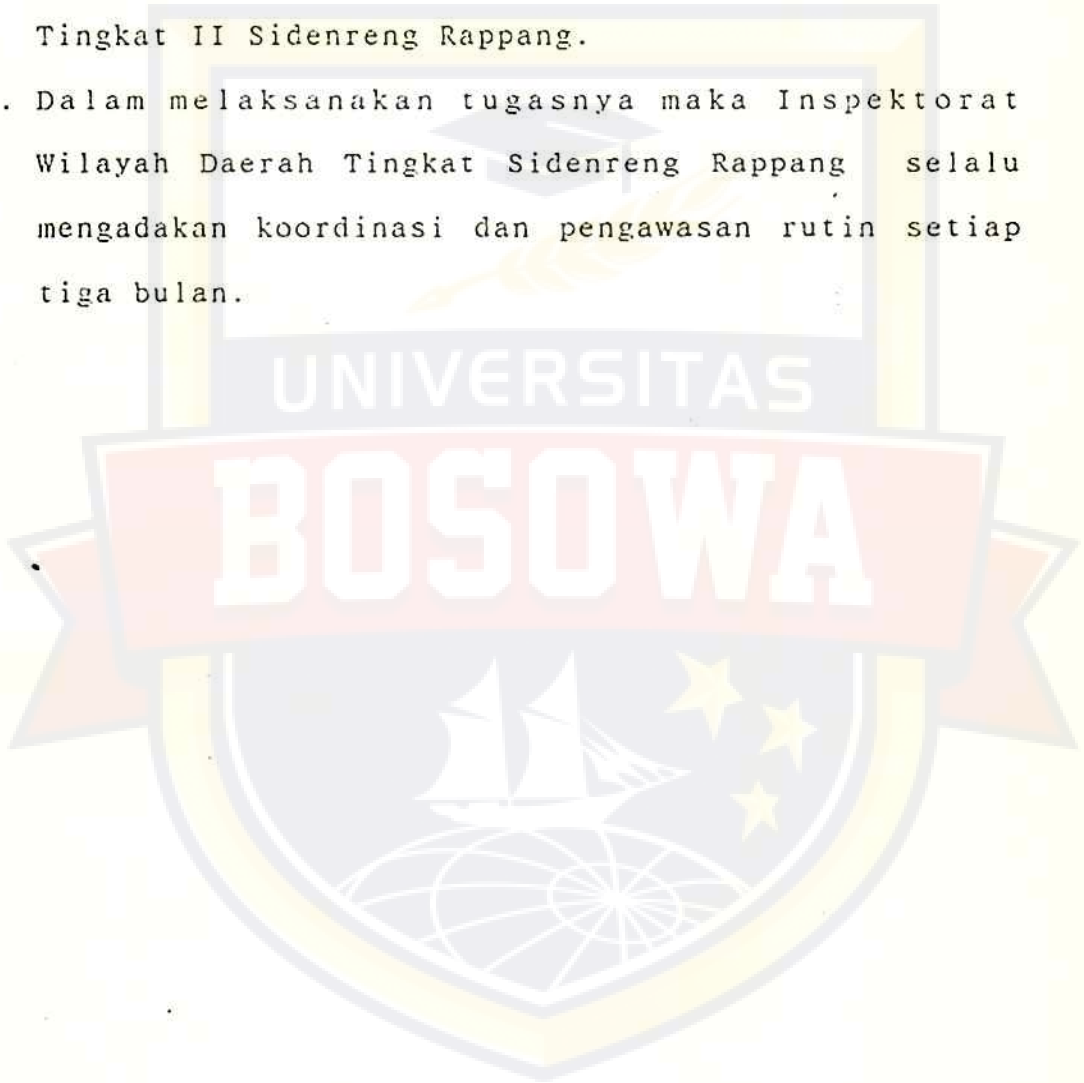 Tingkat II Sidenreng Rappang.
. Dalam melaksanakan tugasnya maka Inspektorat
Wilayah Daerah Tingkat Sidenreng Rappang selalu
mengadakan koordinasi dan pengawasan rutin setiap
tiga bulan.
UNIVERSITAS
BOSOWA